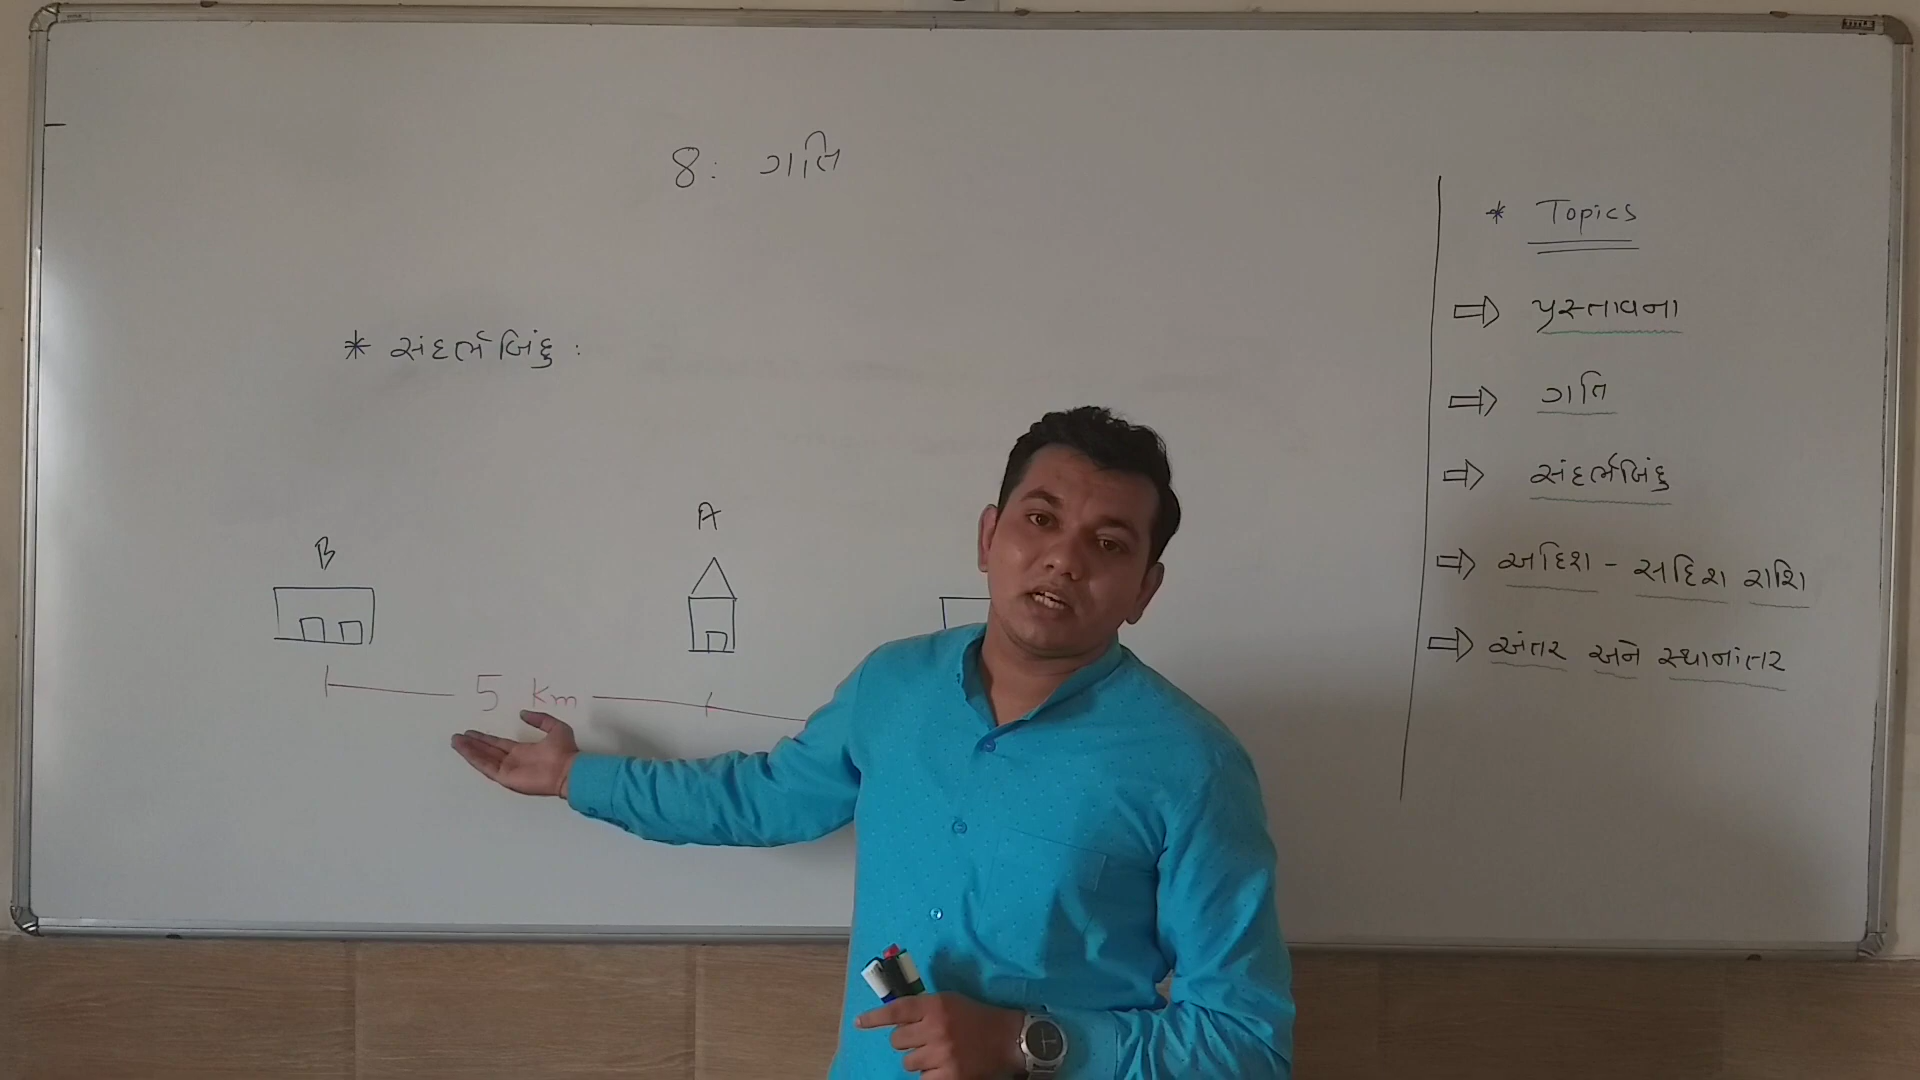 8: ગતિ
* સંદર્ભબિંદુ :
B
A
5 Km
* Topics
⇒ પ્રસ્તાવના
⇒ ગતિ
⇒ સંદર્ભબિંદુ
⇒ અદિશ - સદિશ રાશિ
⇒ અંતર અને સ્થાનાંતર